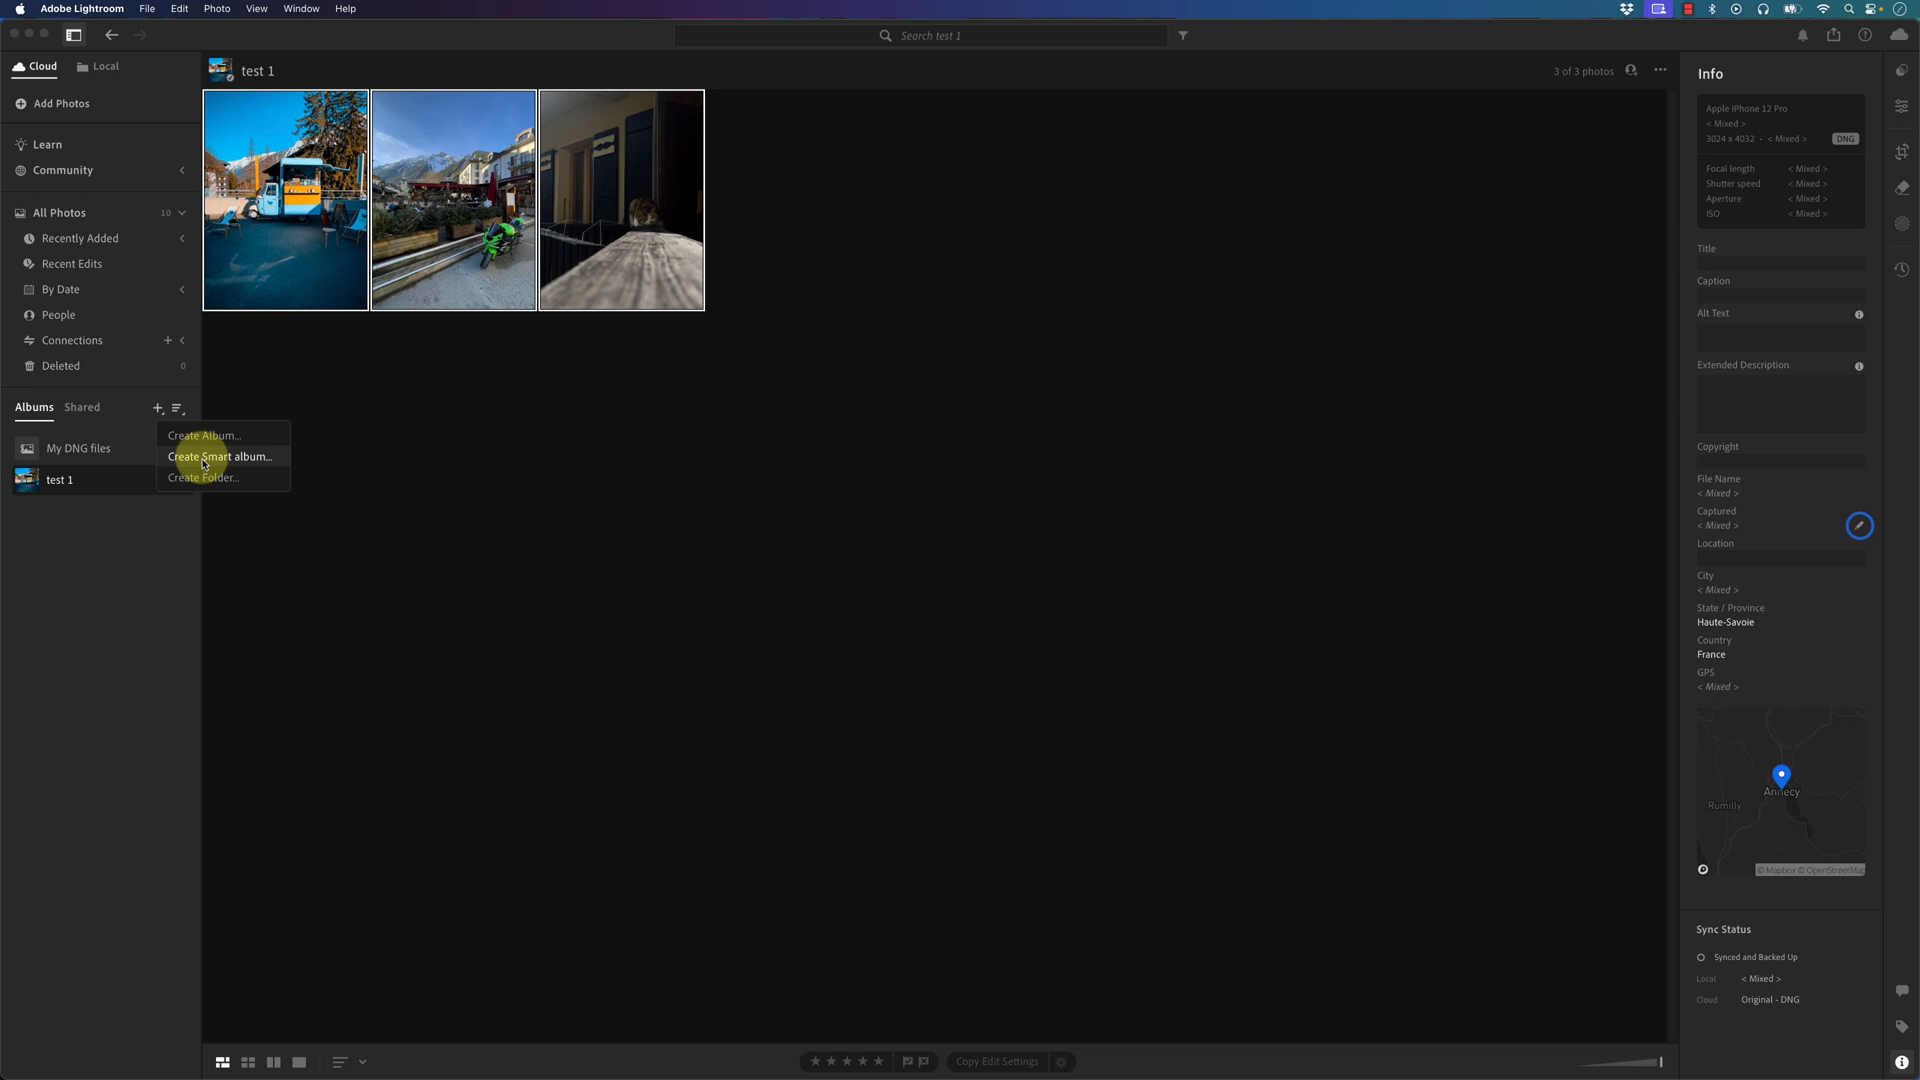 Adobe Lightroom File Edit Photo View Window Help
Search test 1
Cloud Local
Add Photos
Learn
Community
All Photos 10
Recently Added
Recent Edits
By Date
People
Connections +
Deleted 0
Albums Shared
My DNG files
test 1
Create Album...
Create Smart album...
Create Folder...
test 1
3 of 3 photos
Copy Edit Settings
Info
Apple iPhone 12 Pro
< Mixed >
3024 x 4032 • < Mixed > DNG
Focal length < Mixed >
Shutter speed < Mixed >
Aperture < Mixed >
ISO < Mixed >
Title
Caption
Alt Text
Extended Description
Copyright
File Name
< Mixed >
Captured
< Mixed >
Location
City
< Mixed >
State / Province
Haute-Savoie
Country
France
GPS
< Mixed >
Annecy
Rumilly
© Mapbox © OpenStreetMap
Sync Status
Synced and Backed Up
Local < Mixed >
Cloud Original - DNG